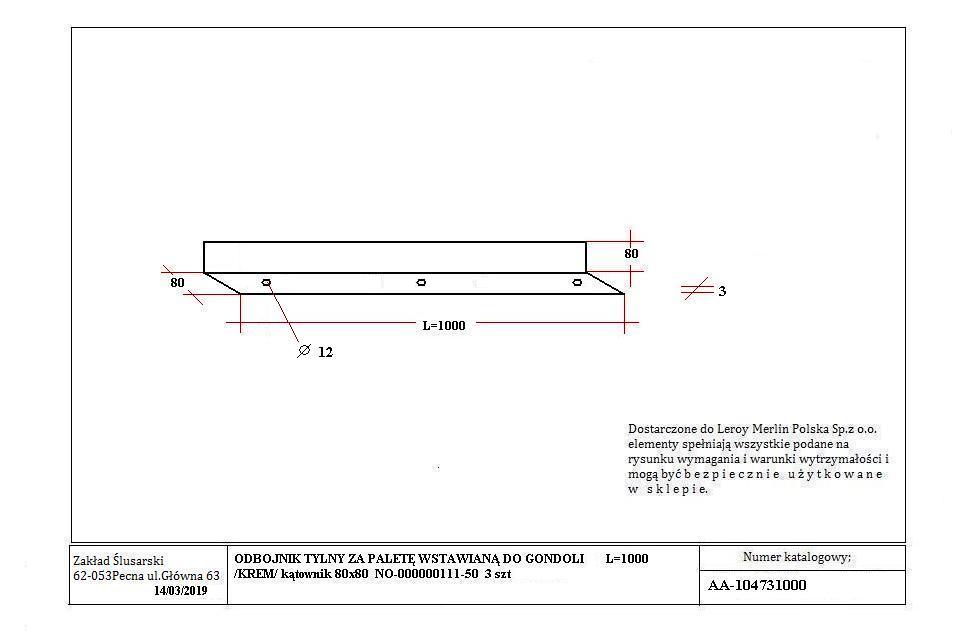 80
80
3
L=1000
⌀ 12
Dostarczone do Leroy Merlin Polska Sp.z o.o.
elementy spełniają wszystkie podane na
rysunku wymagania i warunki wytrzymałości i
mogą być b e z p i e c z n i e u ż y t k o w a n e
w s k l e p i e.
Zakład Ślusarski
62-053Pecna ul.Główna 63
14/03/2019
ODBOJNIK TYLNY ZA PALETĘ WSTAWIANĄ DO GONDOLI L=1000
/KREM/ kątownik 80x80 NO-000000111-50 3 szt
Numer katalogowy;
AA-104731000